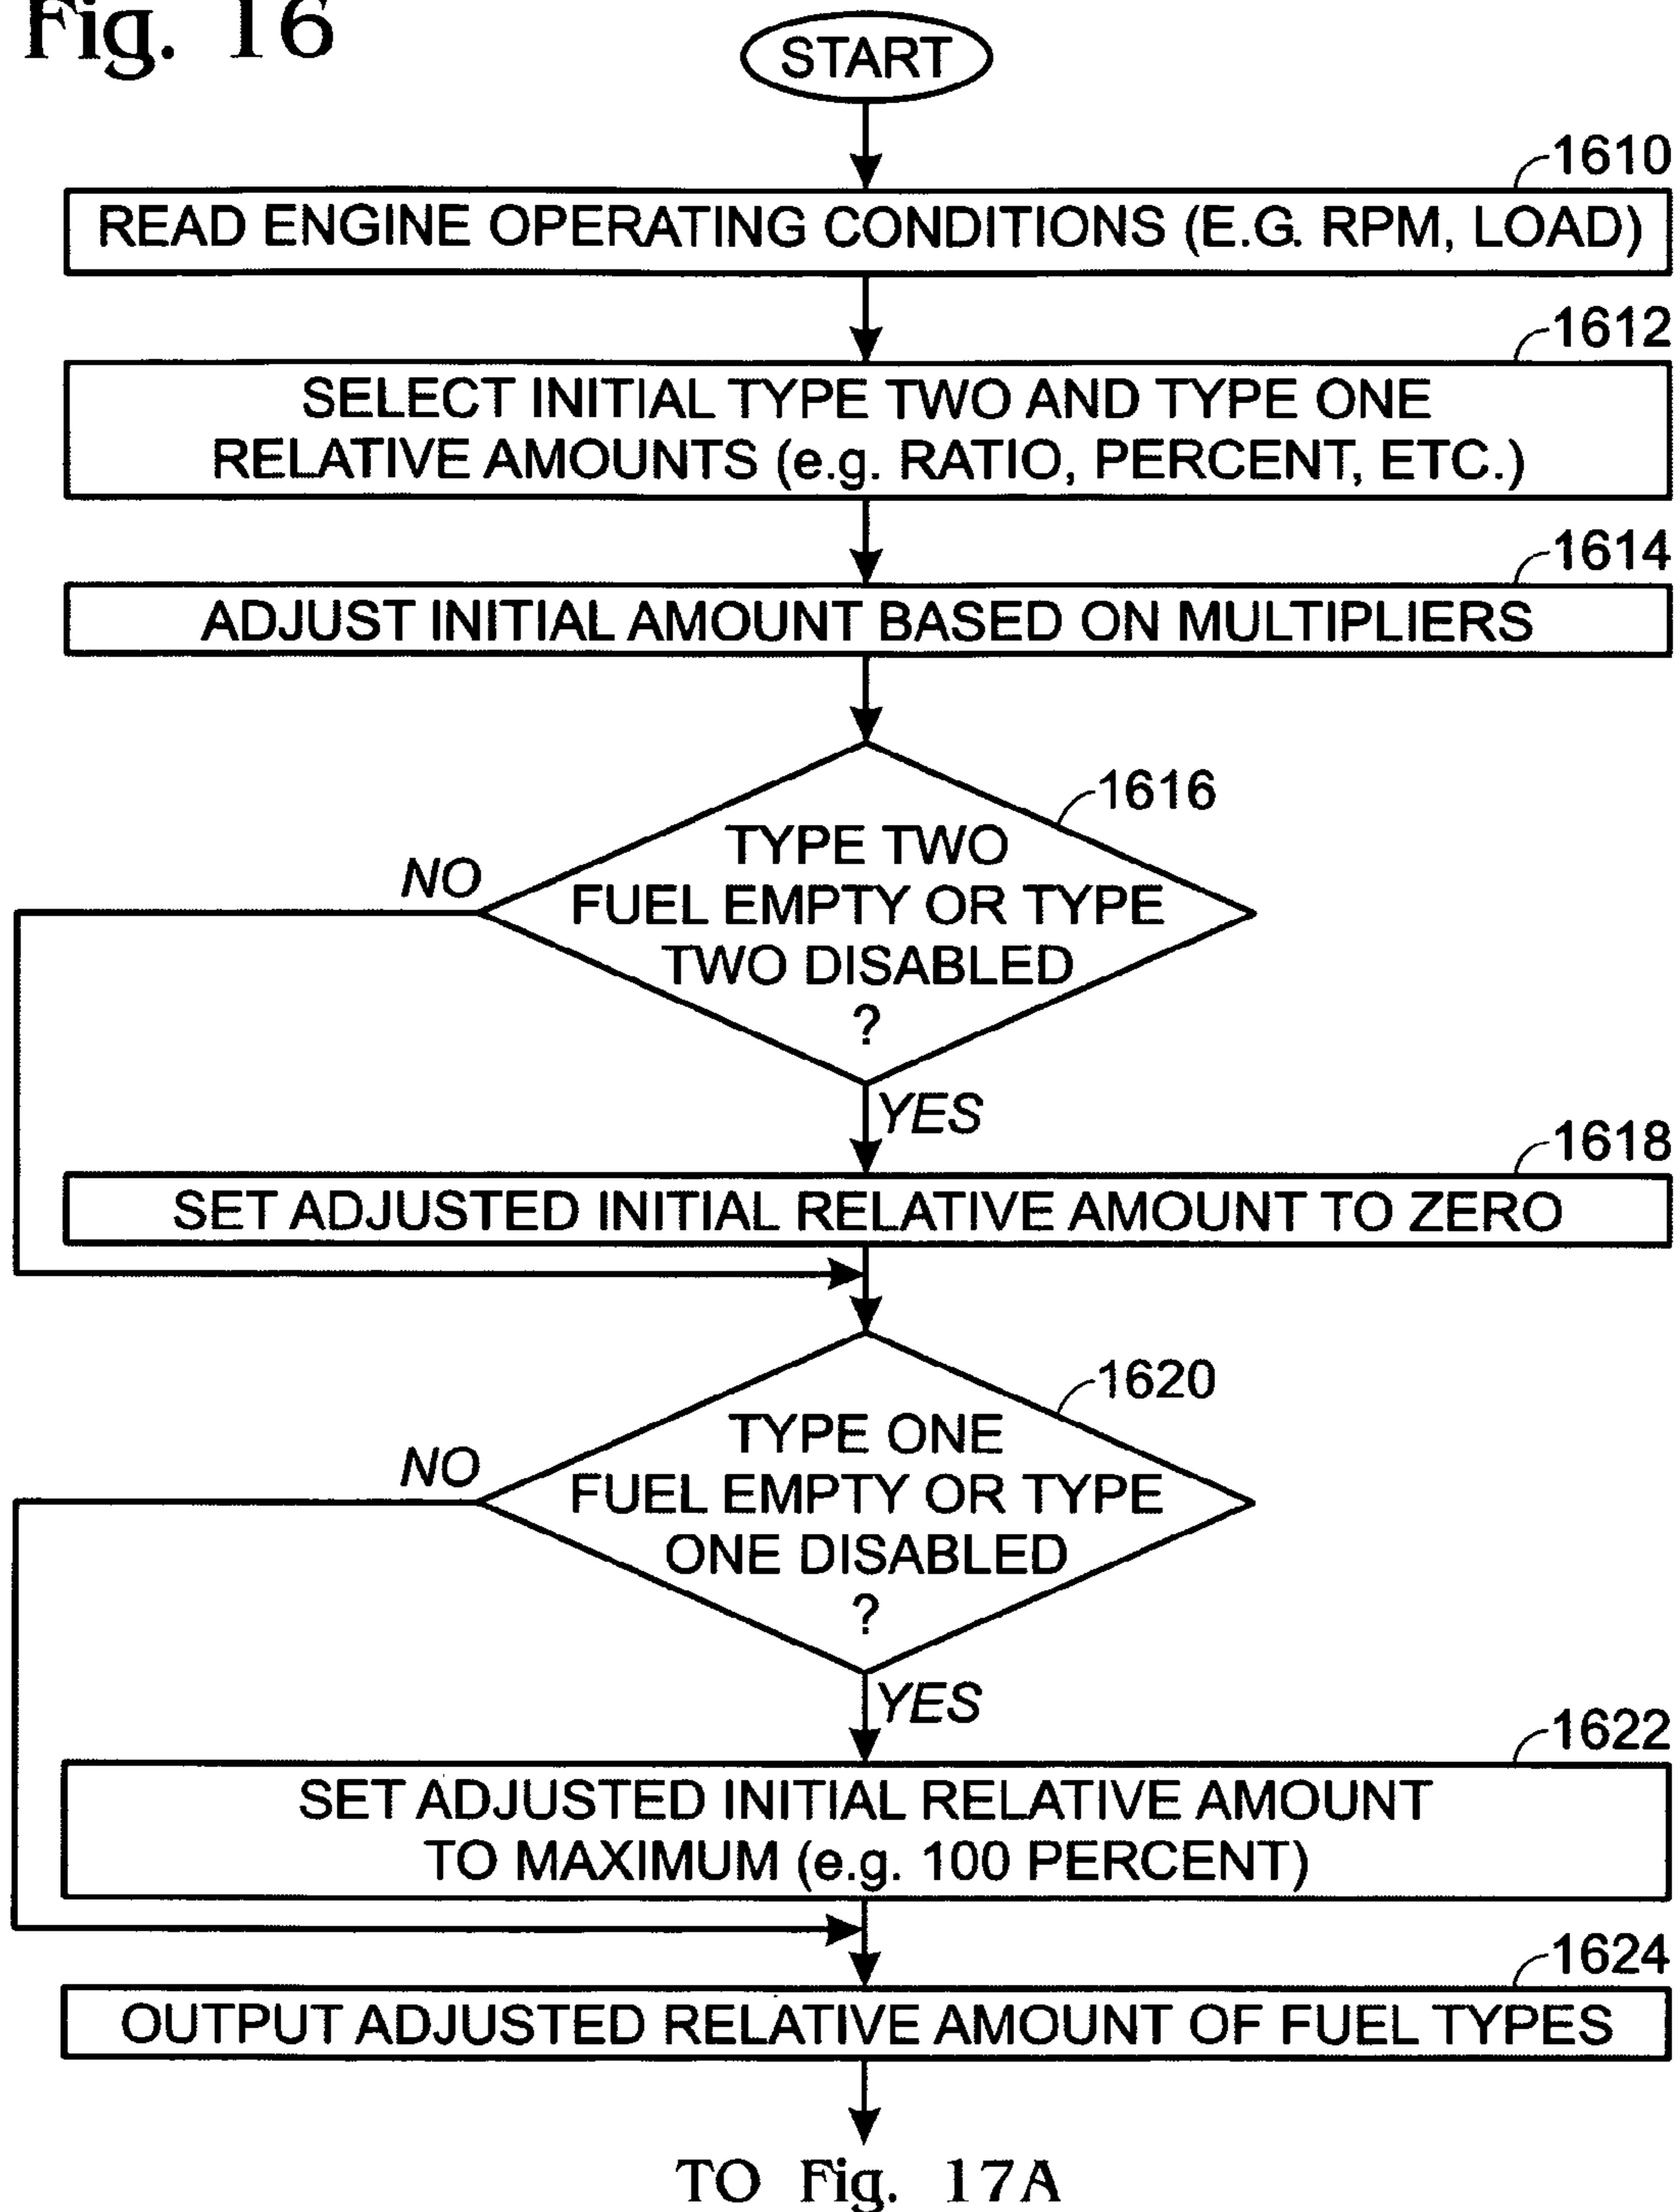 Fig. 16
START
1610
READ ENGINE OPERATING CONDITIONS (E.G. RPM, LOAD)
1612
SELECT INITIAL TYPE TWO AND TYPE ONE
RELATIVE AMOUNTS (e.g. RATIO, PERCENT, ETC.)
1614
ADJUST INITIAL AMOUNT BASED ON MULTIPLIERS
1616
TYPE TWO
NO
FUEL EMPTY OR TYPE
TWO DISABLED
?
YES
1618
SET ADJUSTED INITIAL RELATIVE AMOUNT TO ZERO
1620
TYPE ONE
NO
FUEL EMPTY OR TYPE
ONE DISABLED
?
YES
1622
SET ADJUSTED INITIAL RELATIVE AMOUNT
TO MAXIMUM (e.g. 100 PERCENT)
1624
OUTPUT ADJUSTED RELATIVE AMOUNT OF FUEL TYPES
TO Fig. 17A